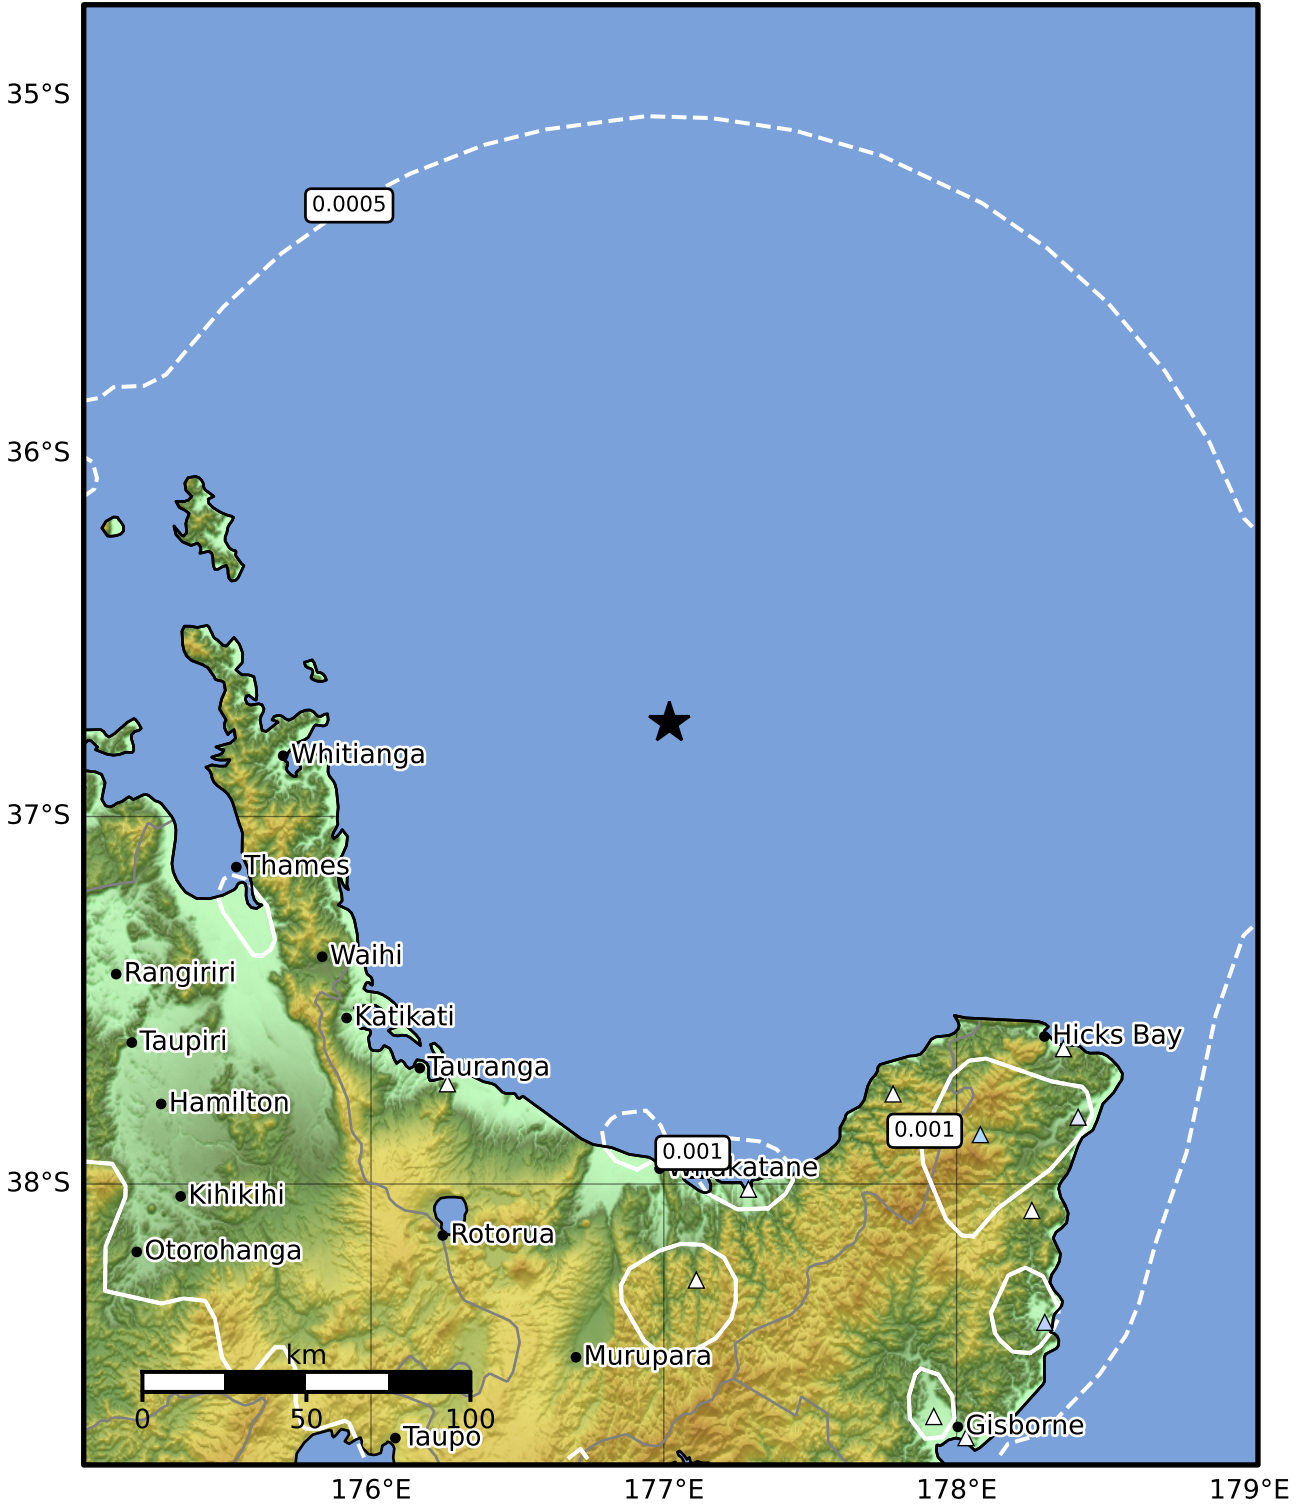 35°S
0.0005
36°S
Whitianga
37°S
Thames
Waihi
Rangiriri
Katikati
Hicks Bay
Taupiri
Tauranga
Hamilton
0.001
0.001
Whakatane
38°S
Kihikihi
Rotorua
Otorohanga
km
Murupara
0 50 100
Gisborne
Taupo
176°E 177°E 178°E 179°E